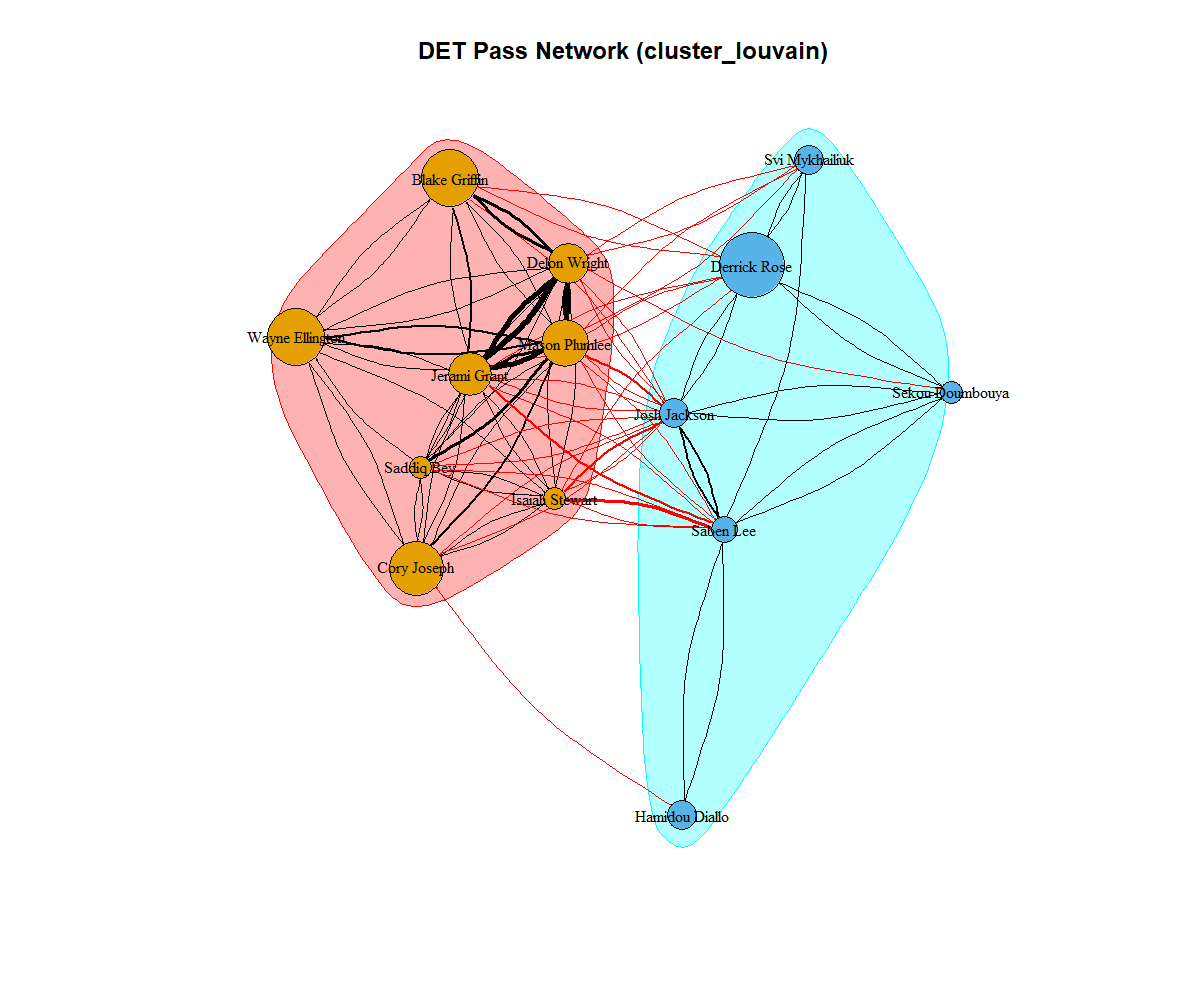 DET Pass Network (cluster_louvain)
Svi Mykhailiuk
Blake Griffin
Delon Wright
Derrick Rose
Wayne Ellington
Mason Plumlee
Jerami Grant
Sekou Doumbouya
Josh Jackson
Saddiq Bey
Isaiah Stewart
Saben Lee
Cory Joseph
Hamidou Diallo